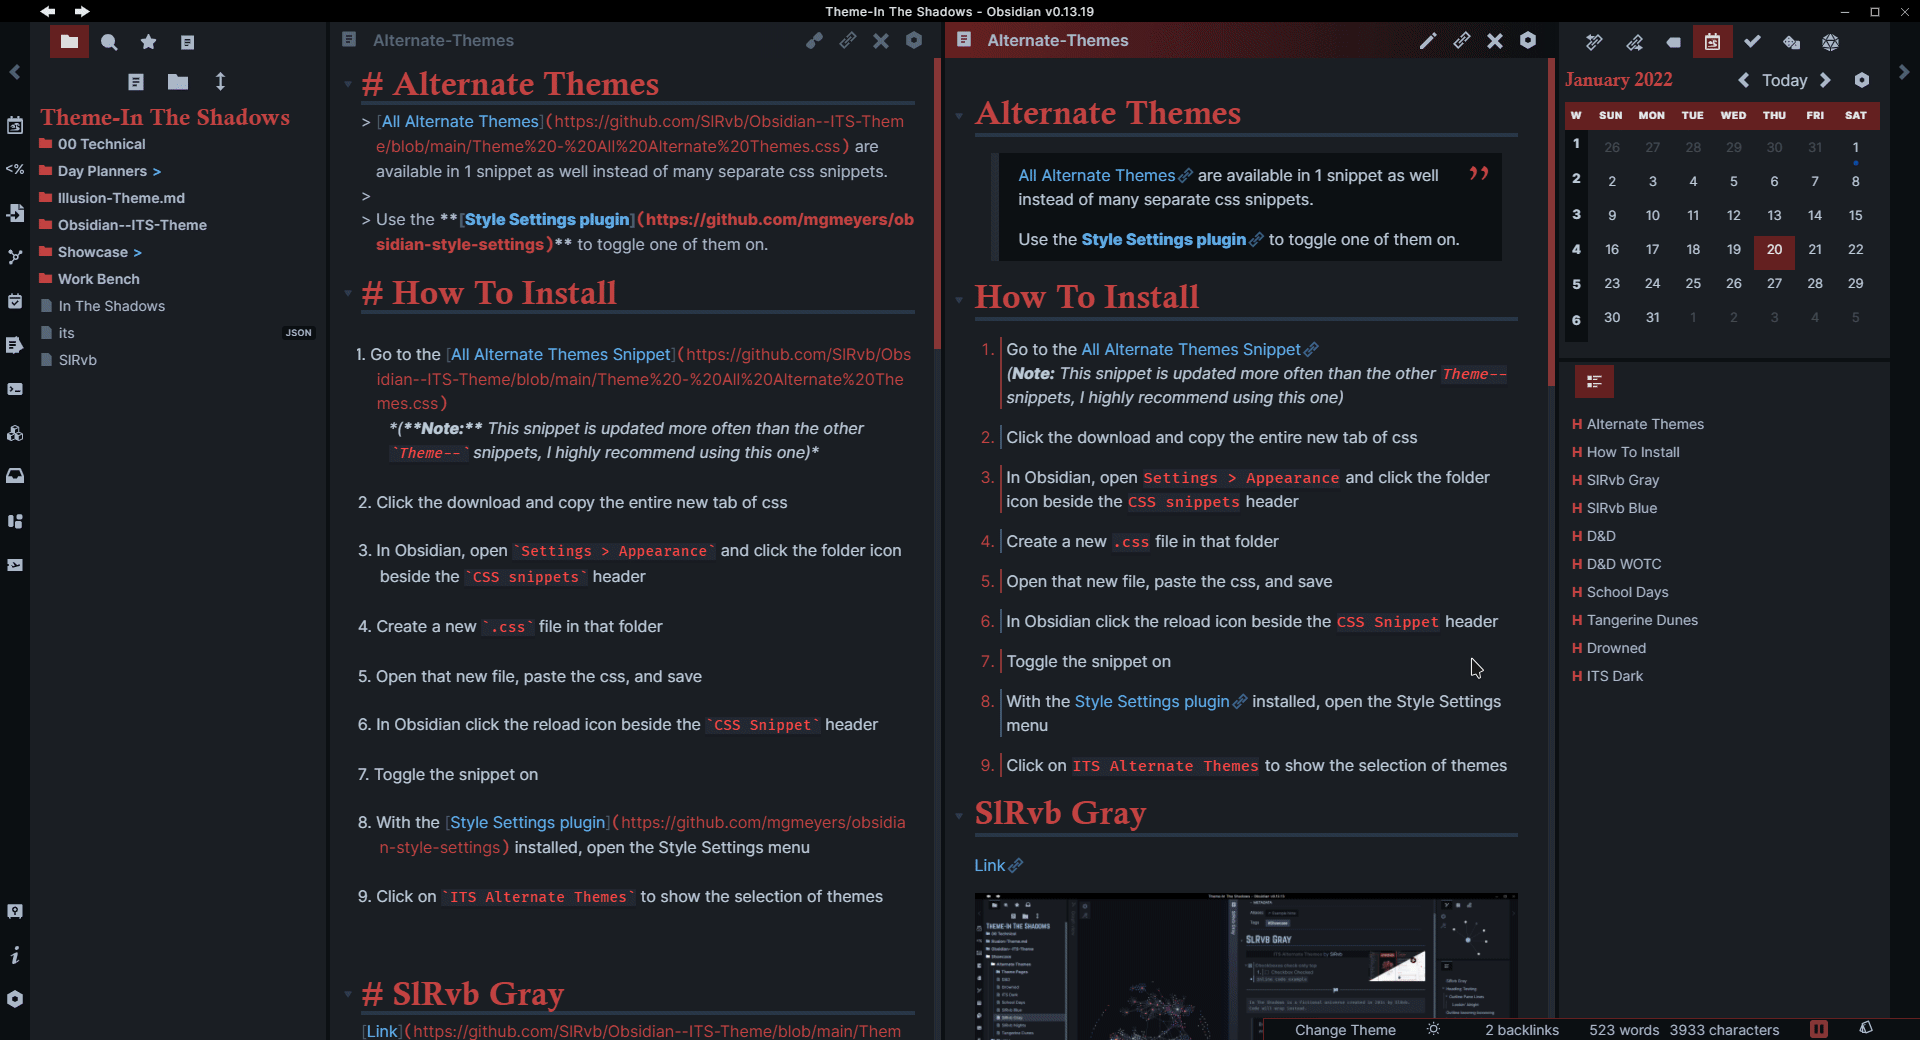 Theme-In The Shadows - Obsidian v0.13.19
Theme-In The Shadows
00 Technical
Day Planners >
Illusion-Theme.md
Obsidian--ITS-Theme
Showcase >
Work Bench
In The Shadows
its JSON
SlRvb
<%
Alternate-Themes
# Alternate Themes
> [All Alternate Themes](https://github.com/SlRvb/Obsidian--ITS-Them
e/blob/main/Theme%20-%20All%20Alternate%20Themes.css) are
available in 1 snippet as well instead of many separate css snippets.
>
> Use the **[Style Settings plugin](https://github.com/mgmeyers/ob
sidian-style-settings)** to toggle one of them on.
# How To Install
1. Go to the [All Alternate Themes Snippet](https://github.com/SlRvb/Obs
idian--ITS-Theme/blob/main/Theme%20-%20All%20Alternate%20The
mes.css)
*(**Note:** This snippet is updated more often than the other
`Theme--` snippets, I highly recommend using this one)*
2. Click the download and copy the entire new tab of css
3. In Obsidian, open `Settings > Appearance` and click the folder icon
beside the `CSS snippets` header
4. Create a new `.css` file in that folder
5. Open that new file, paste the css, and save
6. In Obsidian click the reload icon beside the `CSS Snippet` header
7. Toggle the snippet on
8. With the [Style Settings plugin](https://github.com/mgmeyers/obsidia
n-style-settings) installed, open the Style Settings menu
9. Click on `ITS Alternate Themes` to show the selection of themes
# SlRvb Gray
[Link](https://github.com/SlRvb/Obsidian--ITS-Theme/blob/main/Them
Alternate-Themes
Alternate Themes
All Alternate Themes are available in 1 snippet as well
instead of many separate css snippets.
Use the Style Settings plugin to toggle one of them on.
How To Install
1. Go to the All Alternate Themes Snippet
(Note: This snippet is updated more often than the other Theme--
snippets, I highly recommend using this one)
2. Click the download and copy the entire new tab of css
3. In Obsidian, open Settings > Appearance and click the folder
icon beside the CSS snippets header
4. Create a new .css file in that folder
5. Open that new file, paste the css, and save
6. In Obsidian click the reload icon beside the CSS Snippet header
7. Toggle the snippet on
8. With the Style Settings plugin installed, open the Style Settings
menu
9. Click on ITS Alternate Themes to show the selection of themes
SlRvb Gray
Link
THEME-IN THE SHADOWS
SLRVB GRAY
January 2022 Today
W SUN MON TUE WED THU FRI SAT
1 26 27 28 29 30 31 1
2 2 3 4 5 6 7 8
3 9 10 11 12 13 14 15
4 16 17 18 19 20 21 22
5 23 24 25 26 27 28 29
6 30 31 1 2 3 4 5
H Alternate Themes
H How To Install
H SlRvb Gray
H SlRvb Blue
H D&D
H D&D WOTC
H School Days
H Tangerine Dunes
H Drowned
H ITS Dark
Change Theme 2 backlinks 523 words 3933 characters